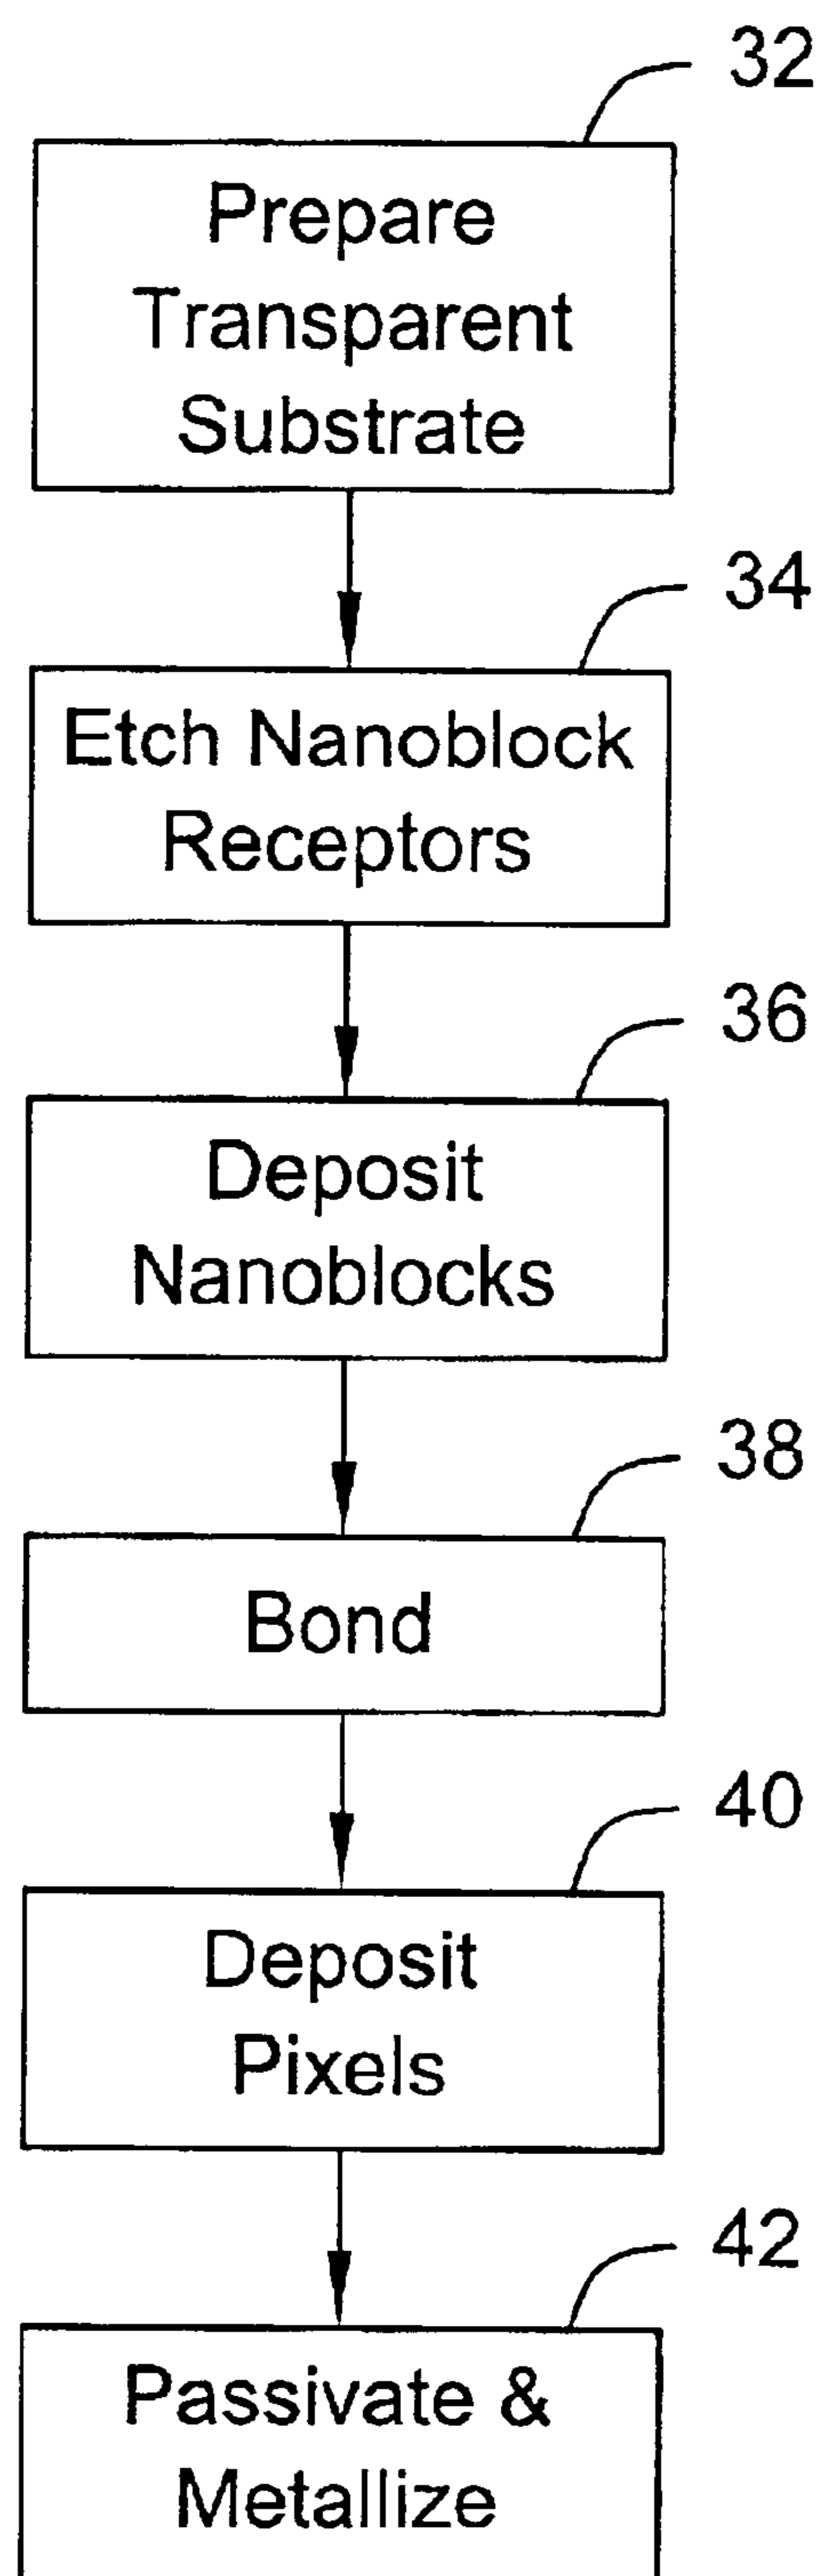 32
Prepare
Transparent
Substrate
34
Etch Nanoblock
Receptors
36
Deposit
Nanoblocks
38
Bond
40
Deposit
Pixels
42
Passivate &
Metallize